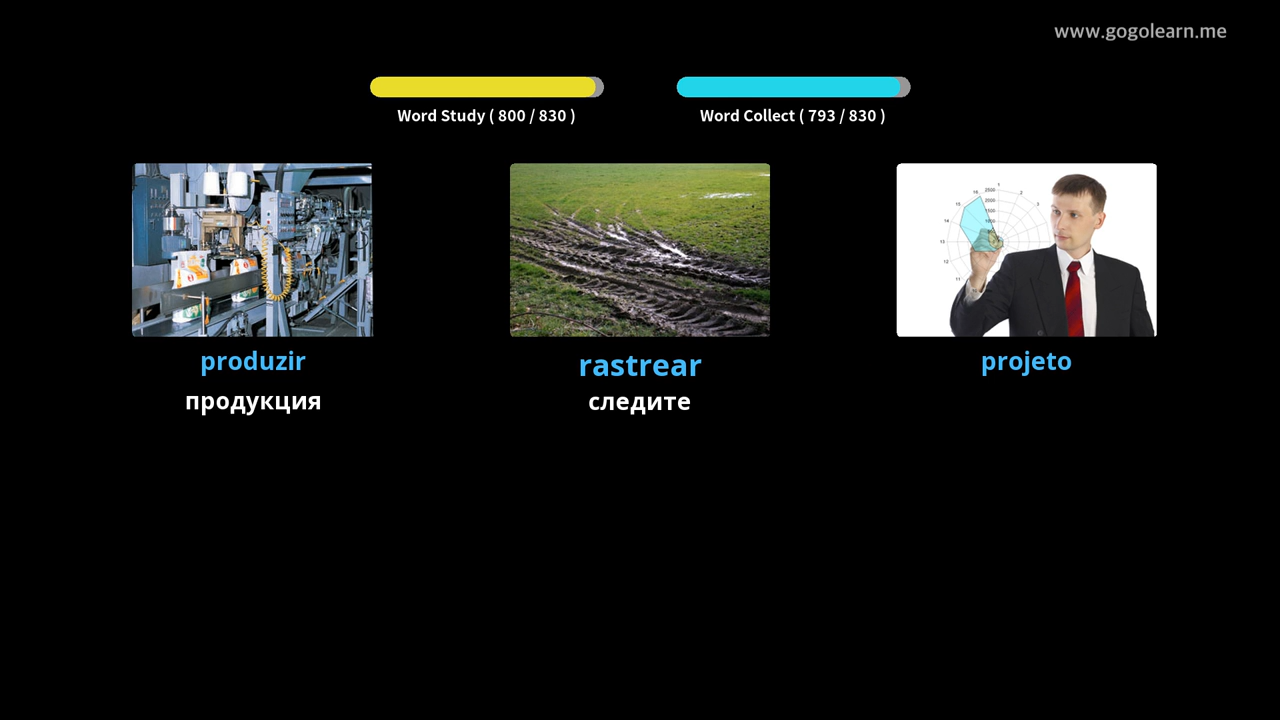 www.gogolearn.me
Word Study ( 800 / 830 )
Word Collect ( 793 / 830 )
produzir
rastrear
projeto
продукция
следите